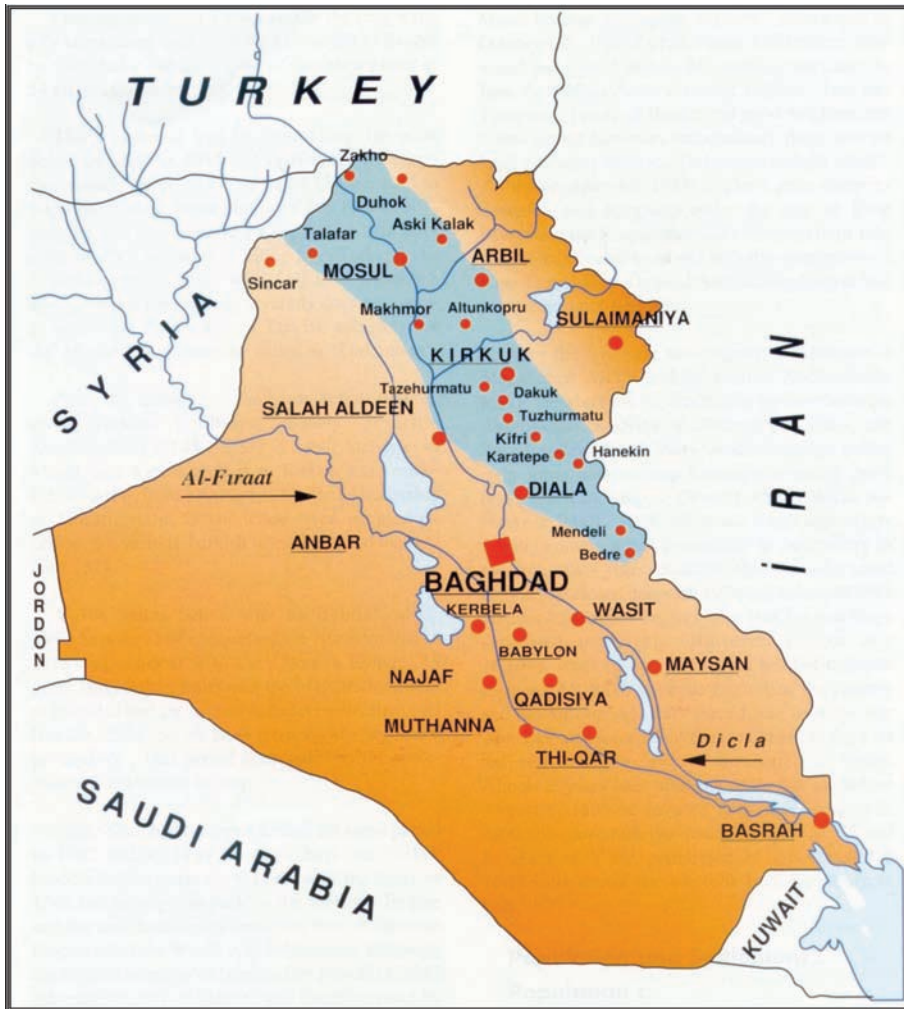 TURKEY
Zakho
Duhok
Aski Kalak
Talafar
ARBIL
Sincar
MOSUL
Makhmor
Altunkopru
SULAIMANIYA
SYRIA
İRAN
KIRKUK
Tazehurmatu
Dakuk
SALAH ALDEEN
Tuzhurmatu
Kifri
Karatepe
Hanekin
Al-Fıraat
DIALA
Mendeli
ANBAR
Bedre
BAGHDAD
JORDON
KERBELA
WASIT
BABYLON
MAYSAN
NAJAF
QADISIYA
MUTHANNA
Dicla
THI-QAR
BASRAH
SAUDI ARABIA
KUWAIT